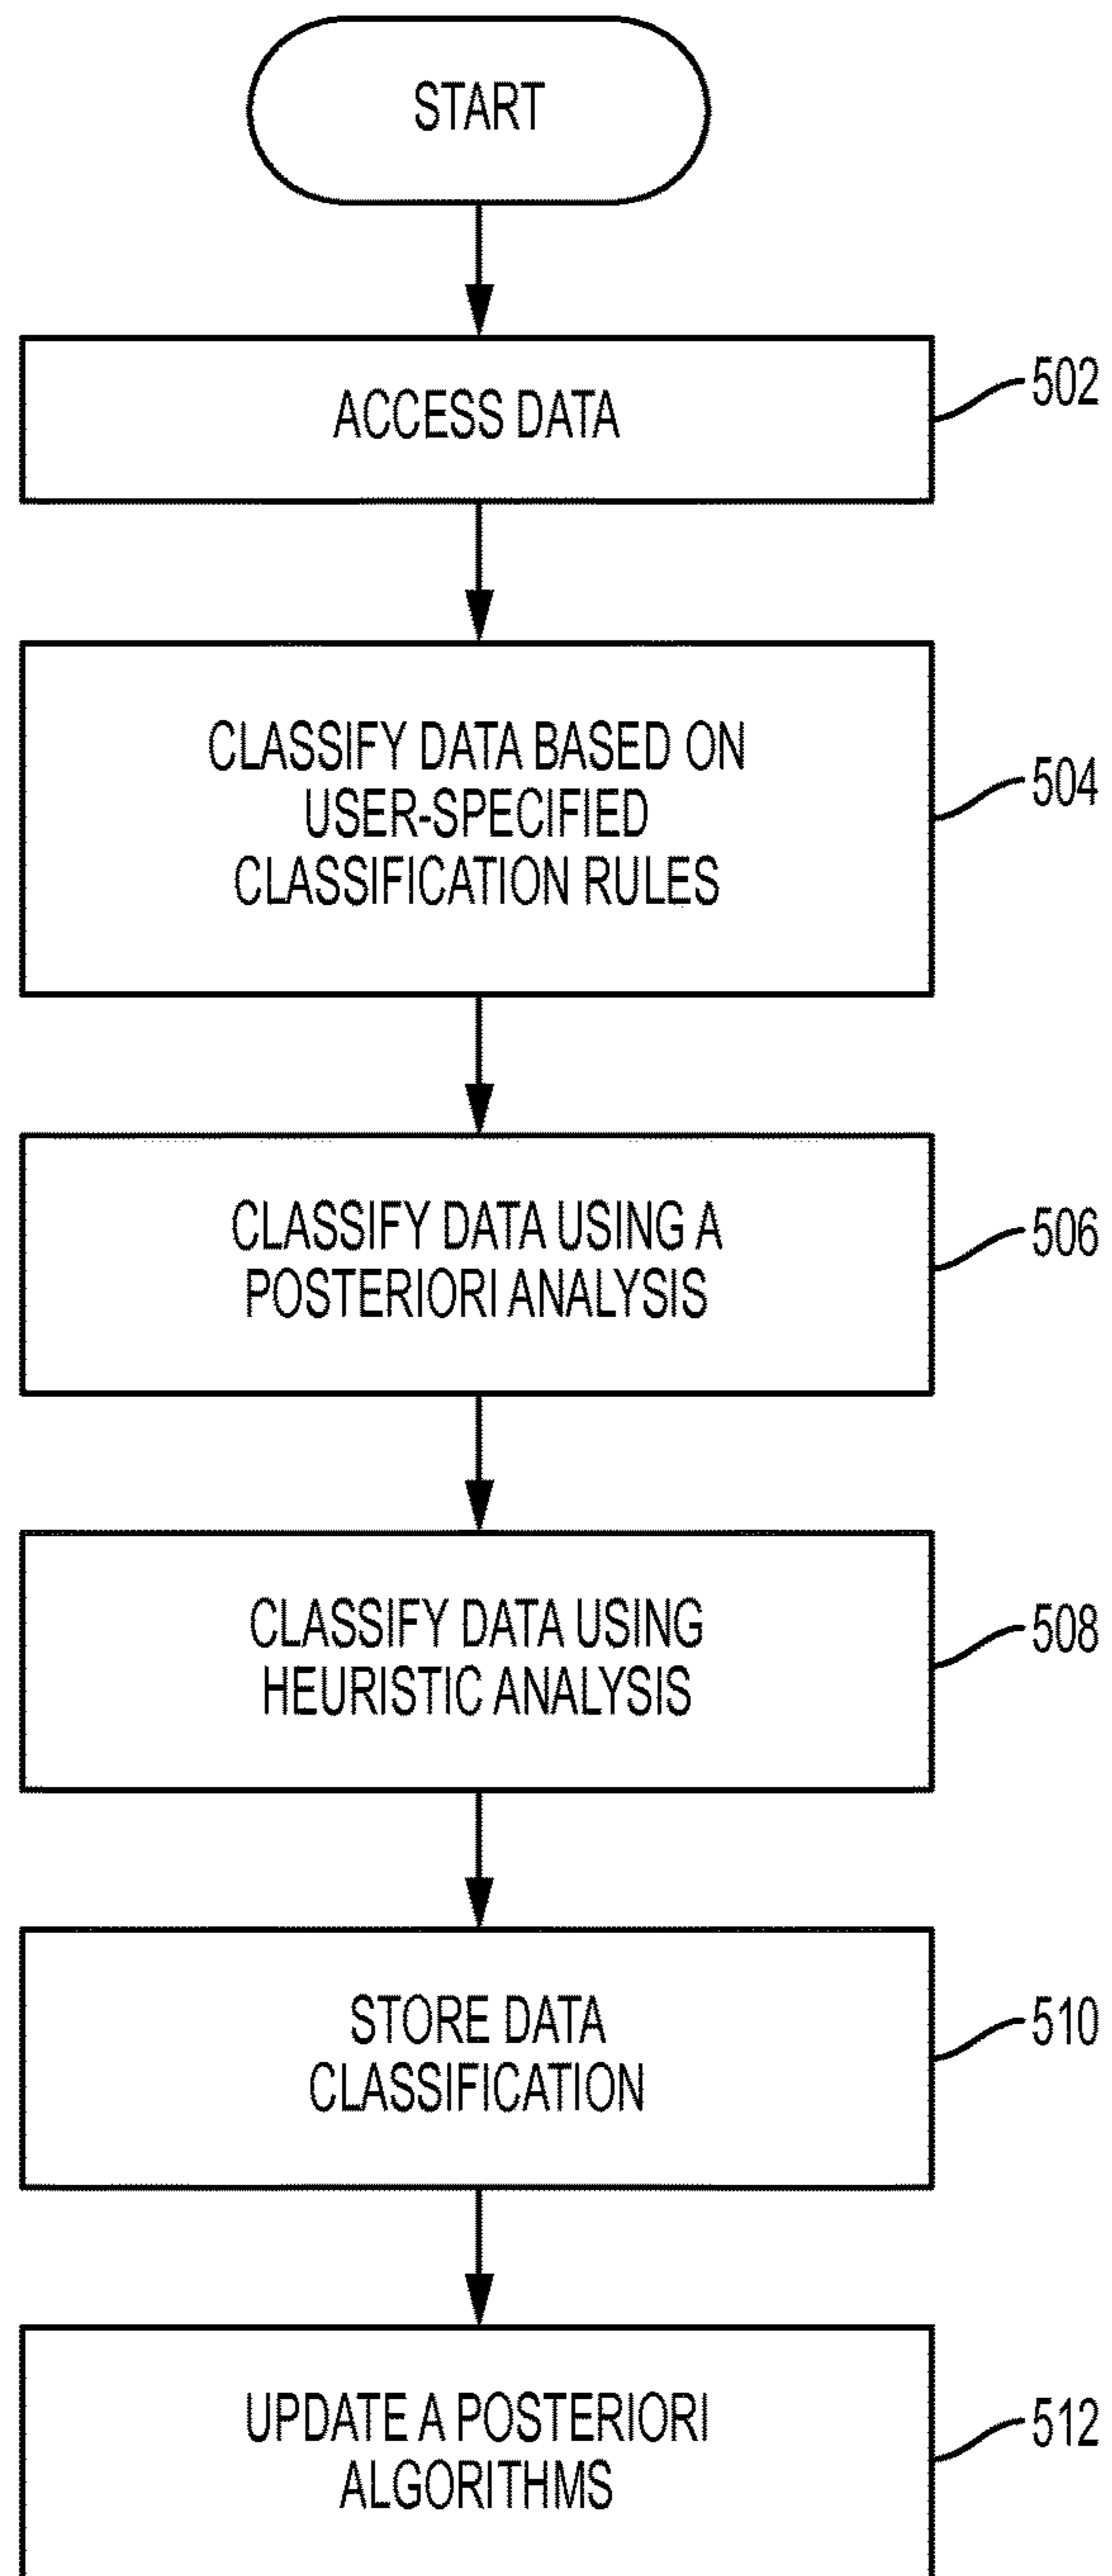 START
ACCESS DATA
502
CLASSIFY DATA BASED ON
USER-SPECIFIED
CLASSIFICATION RULES
504
CLASSIFY DATA USING A
POSTERIORI ANALYSIS
506
CLASSIFY DATA USING
HEURISTIC ANALYSIS
508
STORE DATA
CLASSIFICATION
510
UPDATE A POSTERIORI
ALGORITHMS
512